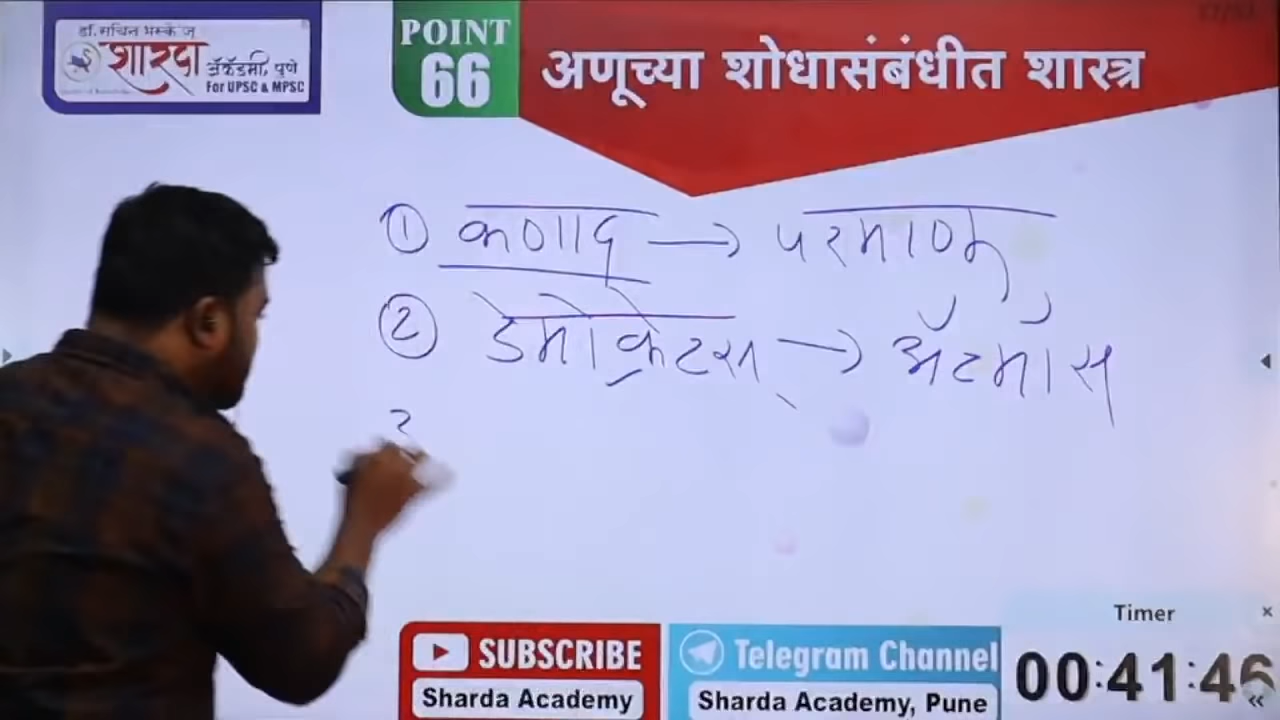 डॉ. सचिन भस्के ज्
शारदा
ॲकॅडमी, पुणे
For UPSC & MPSC
POINT
66
अणूच्या शोधासंबंधीत शास्त्र
① कणाद → परमाणू
② डेमोक्रेटस् → ॲटमॉस
SUBSCRIBE
Sharda Academy
Telegram Channel
Sharda Academy, Pune
Timer
00:41:46